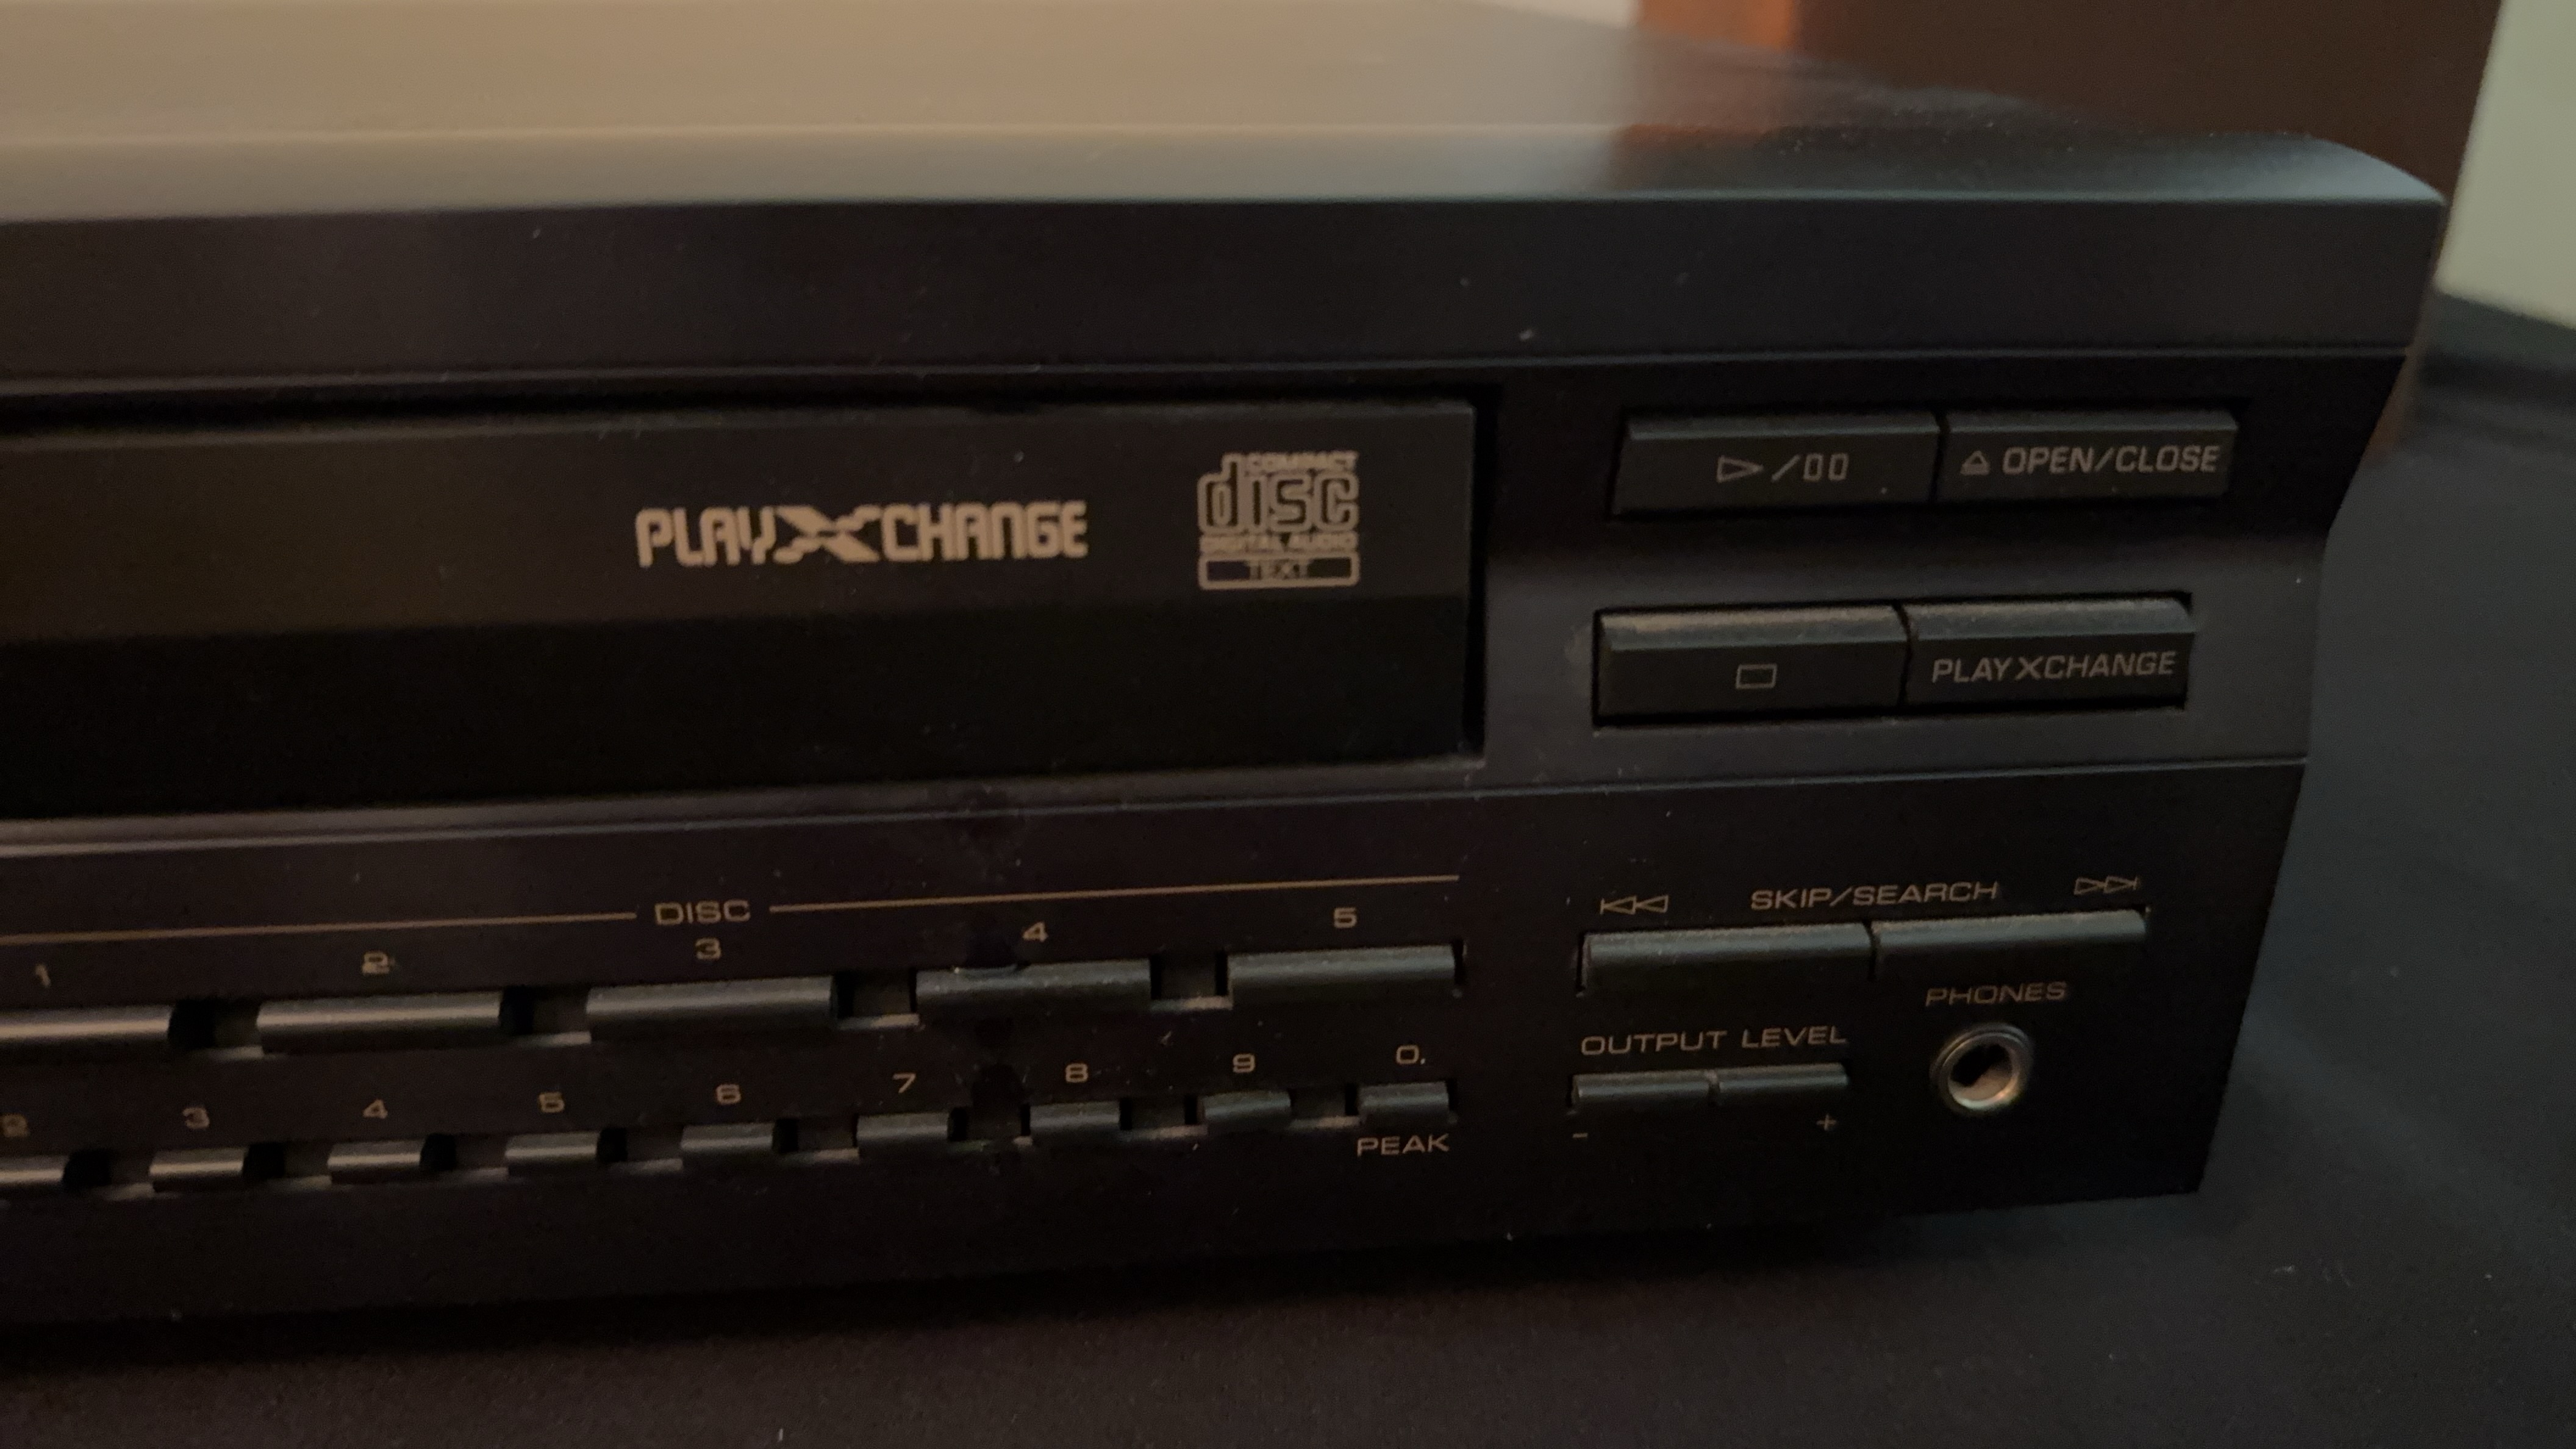 PLAYXCHANGE
COMPACT
disc
DIGITAL AUDIO
TEXT
/
OPEN/CLOSE
PLAYXCHANGE
DISC
1 2 3 4 5
2 3 4 5 6 7 8 9 0.
PEAK
SKIP/SEARCH
PHONES
OUTPUT LEVEL
- +